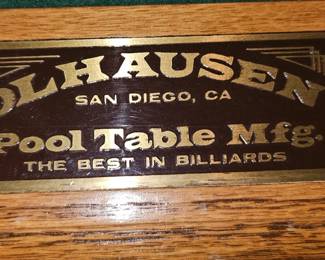 OLHAUSEN
SAN DIEGO, CA
Pool Table Mfg.
THE BEST IN BILLIARDS